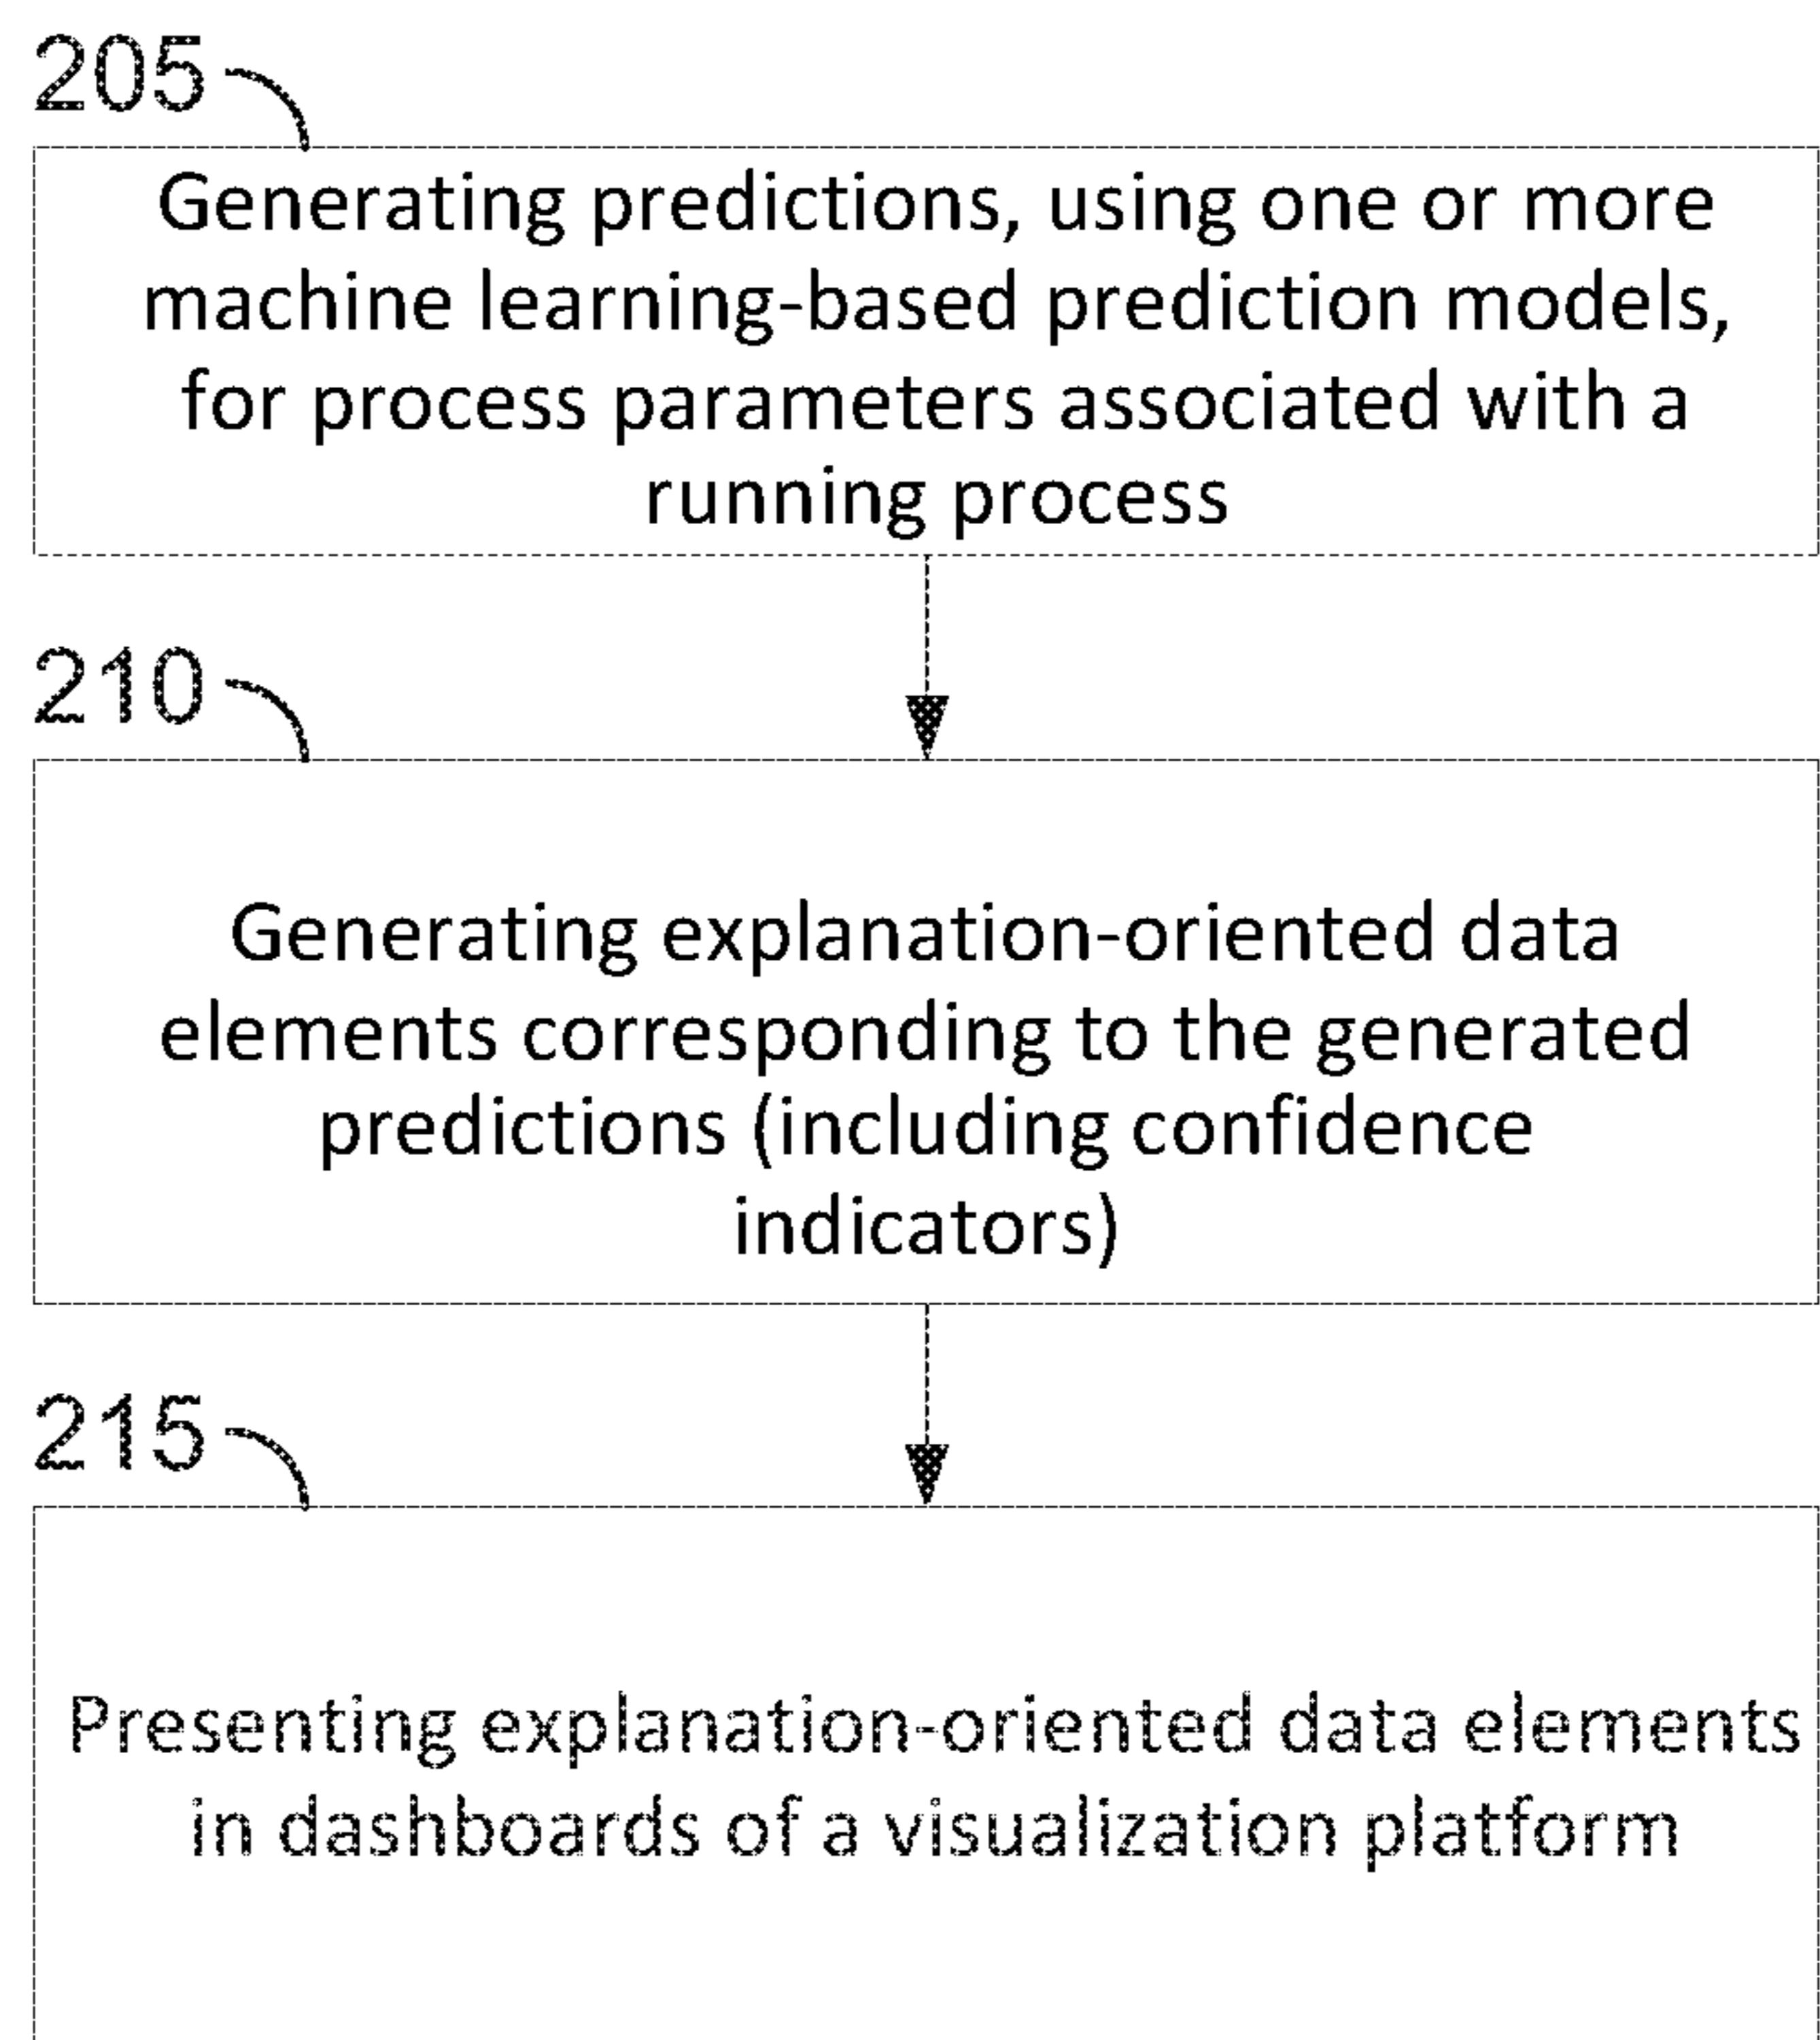 205
Generating predictions, using one or more
machine learning-based prediction models,
for process parameters associated with a
running process
210
Generating explanation-oriented data
elements corresponding to the generated
predictions (including confidence
indicators)
215
Presenting explanation-oriented data elements
in dashboards of a visualization platform